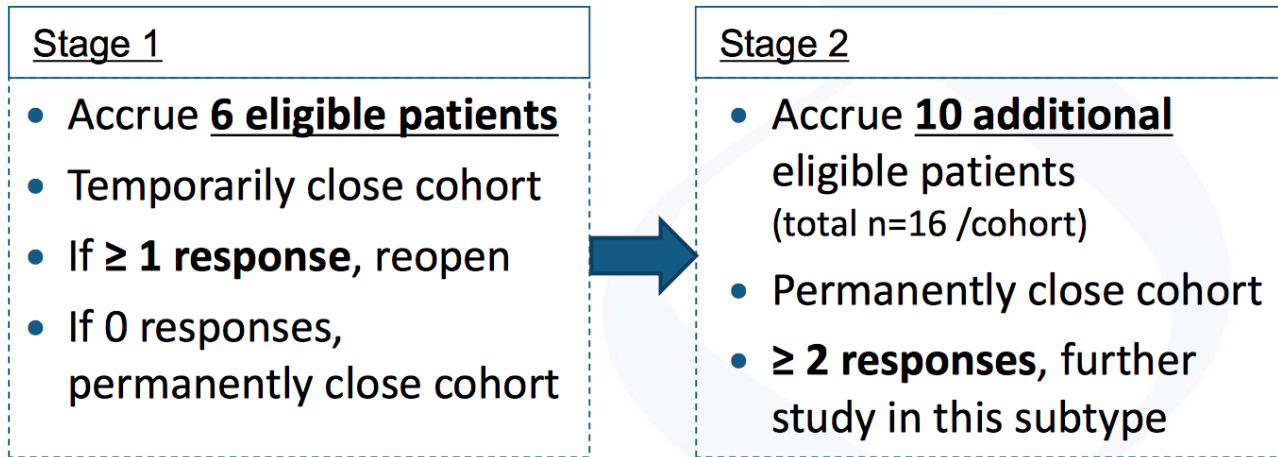 Stage 1
• Accrue 6 eligible patients
• Temporarily close cohort
• If ≥ 1 response, reopen
• If 0 responses,
permanently close cohort
Stage 2
• Accrue 10 additional
eligible patients
(total n=16 /cohort)
• Permanently close cohort
• ≥ 2 responses, further
study in this subtype